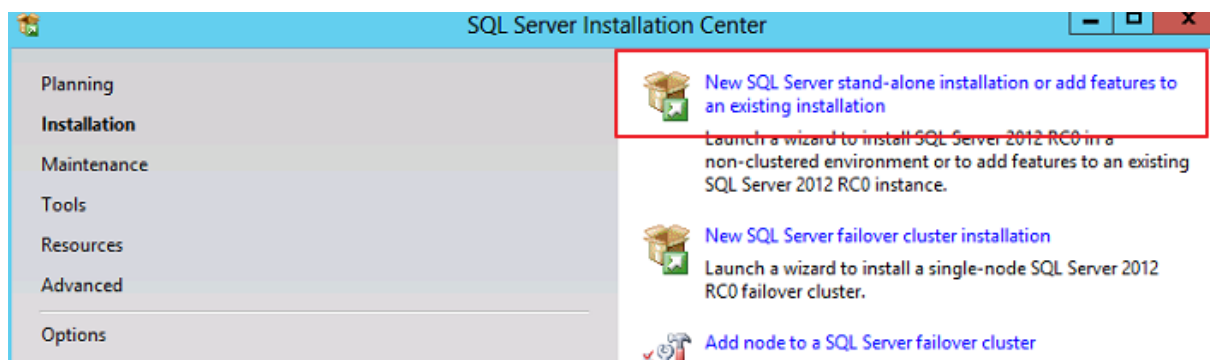 SQL Server Installation Center
Planning
Installation
Maintenance
Tools
Resources
Advanced
Options
New SQL Server stand-alone installation or add features to
an existing installation
Launch a wizard to install SQL Server 2012 RC0 in a
non-clustered environment or to add features to an existing
SQL Server 2012 RC0 instance.
New SQL Server failover cluster installation
Launch a wizard to install a single-node SQL Server 2012
RC0 failover cluster.
Add node to a SQL Server failover cluster